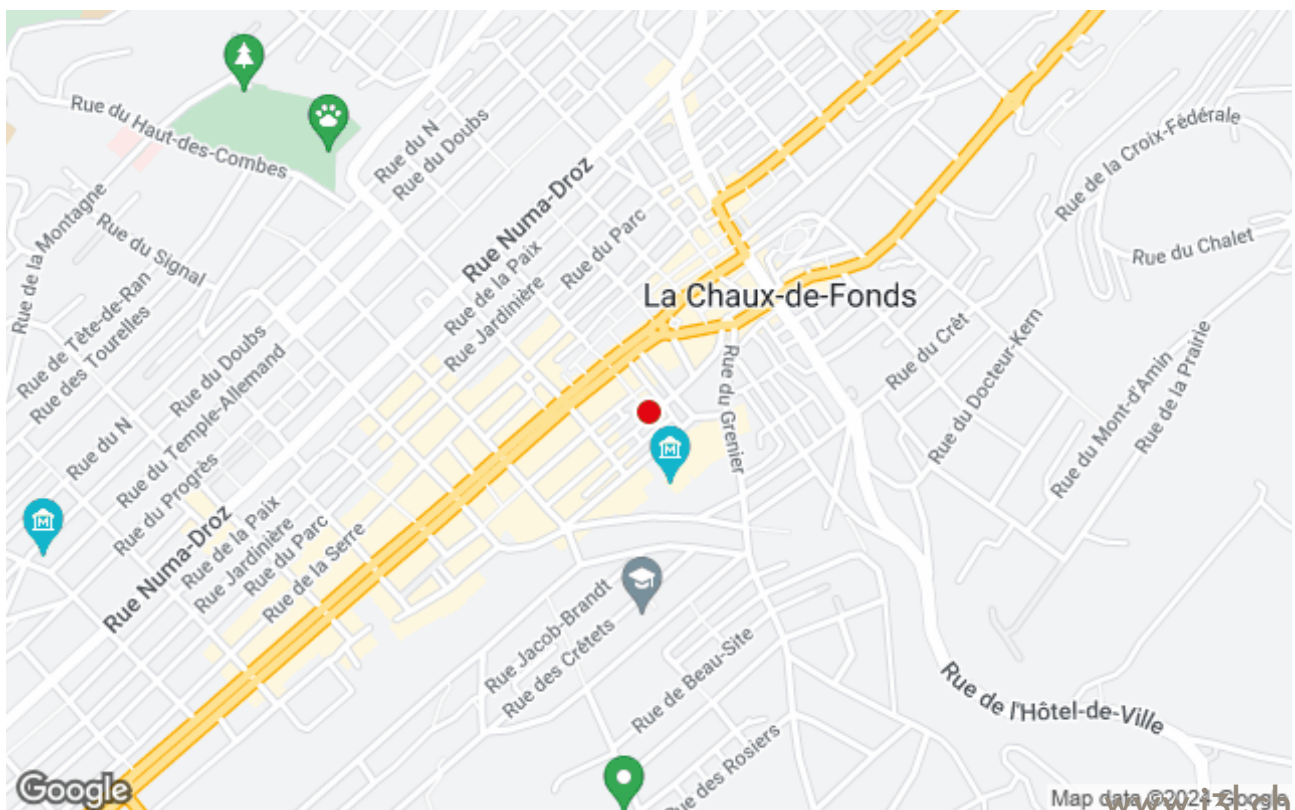 Rue du N
Rue du Doubs
Rue du Haut-des-Combes
Rue de la Croix-Fédérale
Rue Numa-Droz
Rue du Parc
Rue de la Montagne
Rue du Signal
Rue de la Paix
Rue du Chalet
Rue Jardinière
La Chaux-de-Fonds
Rue de Tête-de-Ran
Rue des Tourelles
Rue du Doubs
Rue du Crêt
Rue du Docteur-Kern
Rue de la Prairie
Rue du Mont-d'Amin
Rue du Temple-Allemand
Rue du Grenier
Rue du N
Rue du Progrès
M
M
Rue Numa-Droz
Rue de la Paix
Rue Jardinière
Rue du Parc
Rue de la Serre
Rue Jacob-Brandt
Rue des Crêtets
Rue de Beau-Site
Rue de l'Hôtel-de-Ville
Rue des Rosiers
Google
Map data ©2024 Google